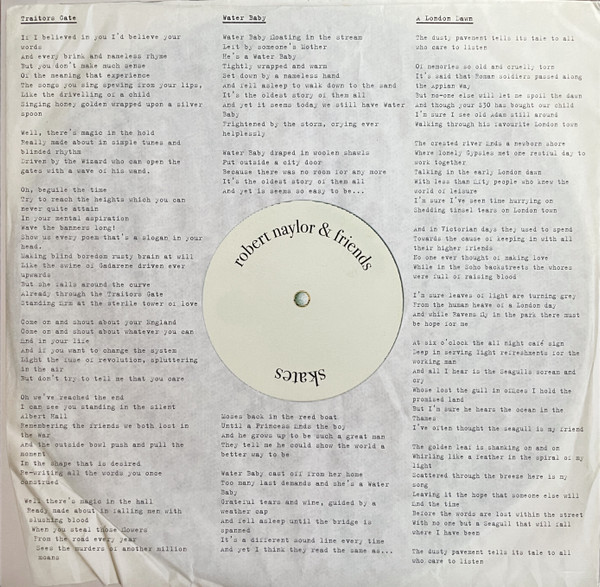 Traitors Gate
If I believed in you I'd believe your
words
And every brink and nameless rhyme
But you don't make much sense
Of the meaning that experience
The songs you sing spewing from your lips,
Like the drivelling of a child
Singing hone, golden wrapped upon a silver
spoon
Well, there's magic in the hold
Really made about in simple tunes and
blinded rhythm
Driven by the Wizard who can open the
gates with a wave of his wand.
Oh, beguile the time
Try to reach the heights which you can
never quite attain
In your mental aspiration
Wave the banners long!
Show us every poem that's a slogan in your
head.
Making blind boredom rusty brain at will
Like the swine of Gadarene driven ever
upwards
But she falls around the curve
Already through the Traitors Gate
Standing at the sterile tower of love
Come on and shout about your England
Come on and shout about whatever you can
End in your life
And if you want to change the system
Light the fuse of revolution, spluttering
in the air
But don't try to tell me that you care
Oh we've reached the end
I can see you standing in the silent
Albert Hall
Remembering the friends we both lost in
the war
And the outside bowl push and pull the
moment
In the shape that is desired
Re-writing all the words you once
construed
Well there's magic in the hall
Ready made about in falling men with
slushing blood
When you steal those flowers
From the road every year
Sees the murders of another million
moans
Water Baby
Water Baby floating in the stream
Left by someone's Mother
He's a Water Baby
Tightly wrapped and warm
Set down by a nameless hand
And fell asleep to walk down to the sand
It's the oldest story of them all
And yet it seems today we still have Water
Baby
Frightened by the storm, crying ever
helplessly
Water Baby draped in woolen shawls
Put outside a city door
Because there was no room for any more
It's the oldest story of them all
And yet is seems so easy to be...
robert naylor & friends
skates
Moses back in the reed boat
Until a Princess finds the boy
And he grows up to be such a great man
They tell me he could show the world a
better way to be
Water Baby cast off from her home
Too many last demands and she's a Water
Baby
Grateful tears and wine, guided by a
weather cap
And fell asleep until the bridge is
spanned
It's a different sound line every time
And yet I think they read the same as...
A London Dawn
The dusty pavement tells its tale to all
who care to listen
Of memories so old and cruelly torn
It's said that Roman soldiers passed along
the Appian way
But no-one else will let me spoil the dawn
And though your £30 has bought our child
I'm sure I see old Adam still around
Walking through his favourite London town
The created river finds a newborn shore
Where lonely Gypsies met one restful day to
work together
Talking in the early London dawn
With less than fifty people who knew the
world of leisure
I'm sure I've seen time hurrying on
Shedding tinsel tears on London town
And in Victorian days they used to spend
Towards the cause of keeping in with all
their higher friends
No one ever thought of making love
While in the Soho backstreets the whores
were full of raising blood
I'm sure leaves of light are turning grey
From the human heave of a London day
And while Ravens fly in the park there must
be hope for me
At six o'clock the all night café sign
Deep in serving light refreshments for the
working man
And all I hear is the Seagulls scream and
cry
Whose lost the gull in offices I hold the
promised land
But I'm sure he hears the ocean in the
Thames
I've often thought the seagull is my friend
The golden leaf is shanking on and on
Whirling like a feather in the spiral of my
light
Scattered through the breeze here is my
song
Leaving it the hope that someone else will
find the time
Before the words are lost within the street
With no one but a Seagull that will fall
where I have been
The dusty pavement tells its tale to all
who care to listen